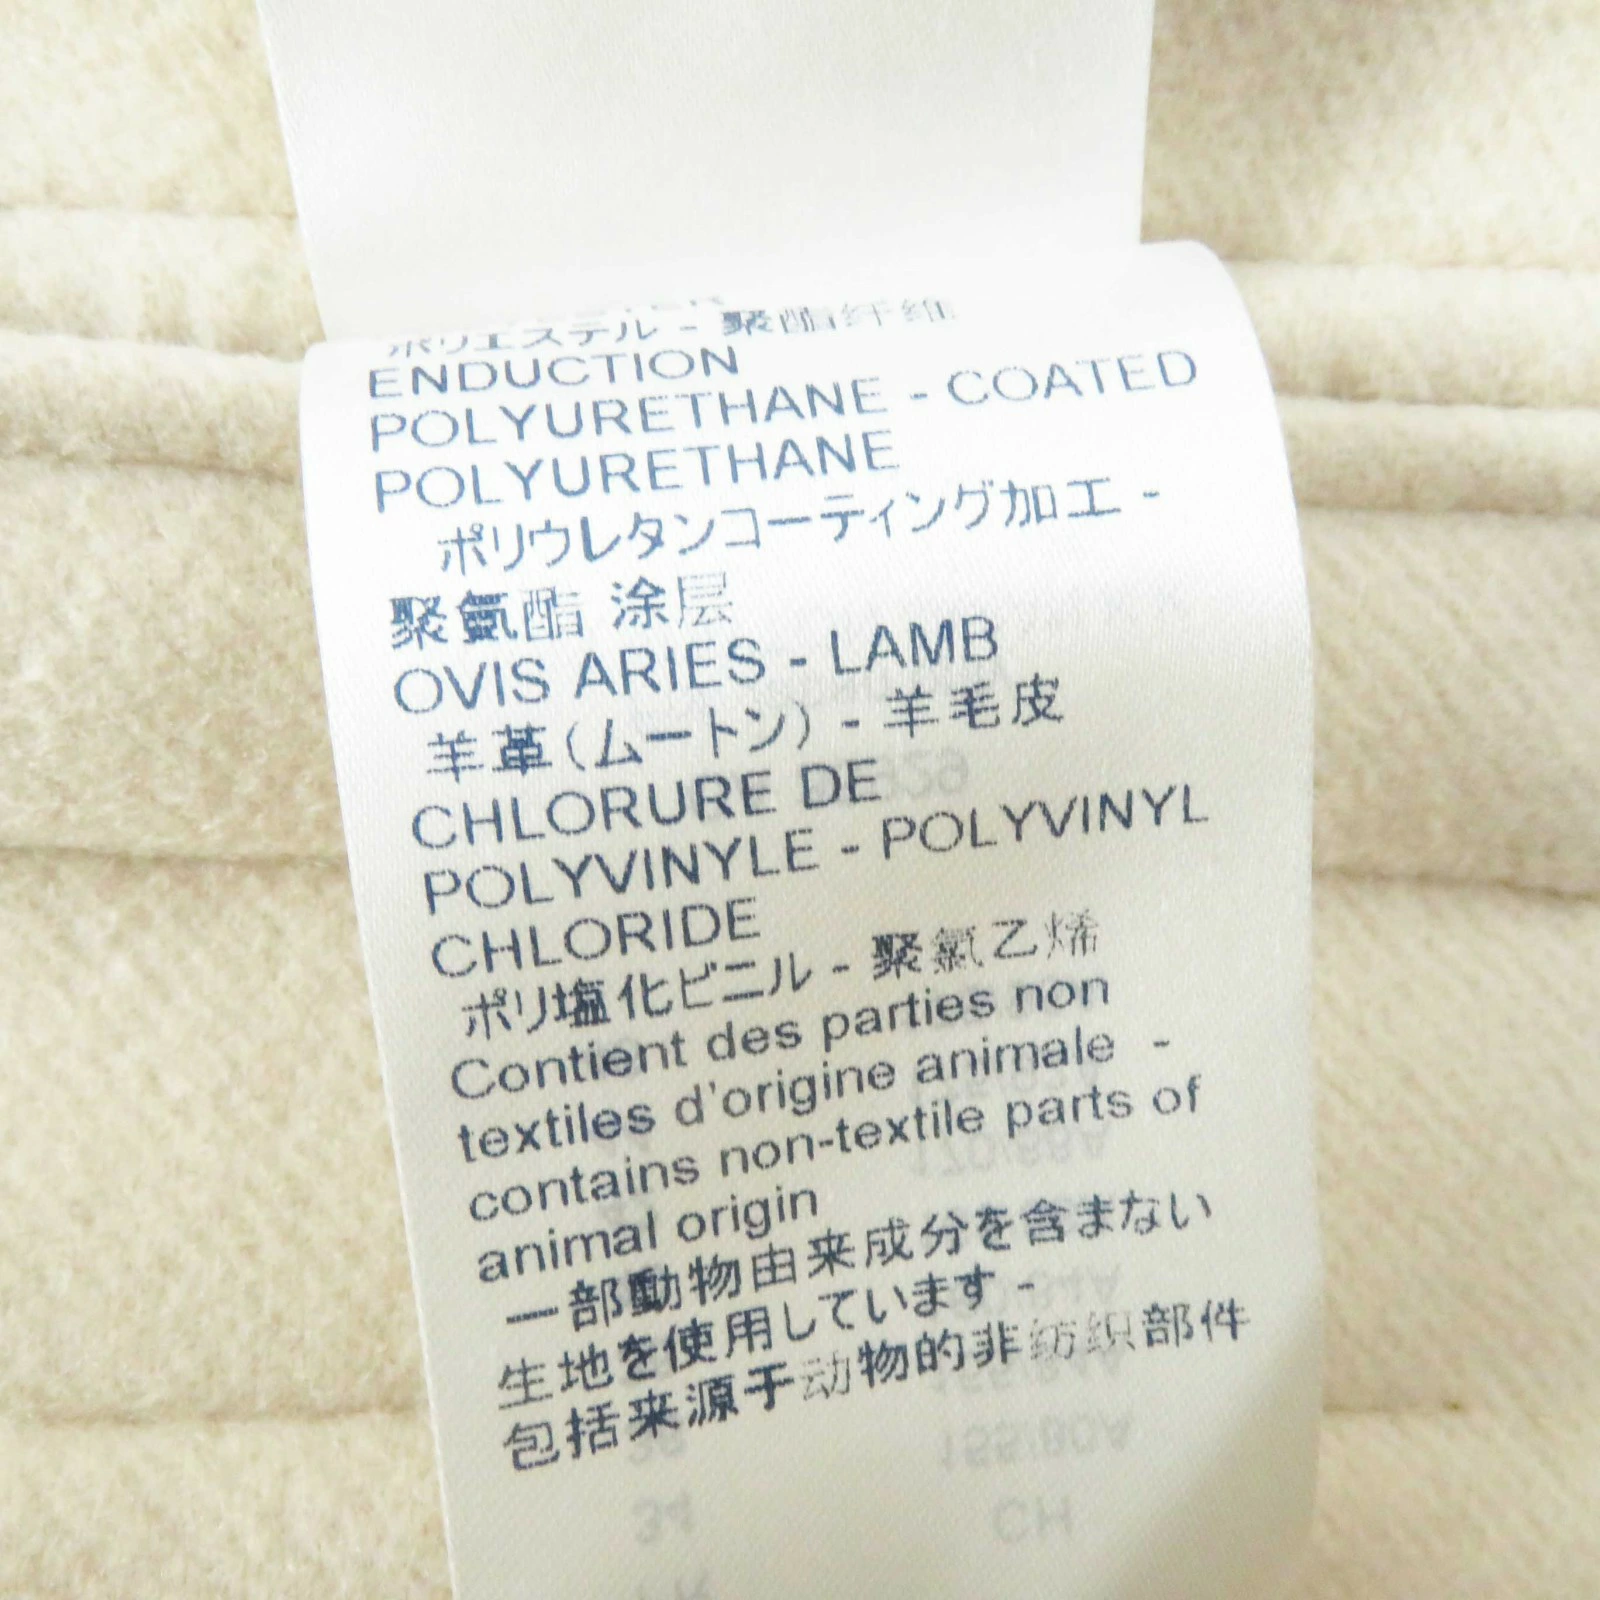 ポリエステル - 聚酯纤维
ENDUCTION
POLYURETHANE - COATED
POLYURETHANE
ポリウレタンコーティング加工 -
聚氨酯 涂层
OVIS ARIES - LAMB
羊革(ムートン) - 羊毛皮
CHLORURE DE
POLYVINYLE - POLYVINYL
CHLORIDE
ポリ塩化ビニル - 聚氯乙烯
Contient des parties non
textiles d'origine animale -
contains non-textile parts of
animal origin
一部動物由来成分を含まない
生地を使用しています -
包括来源于动物的非纺织部件